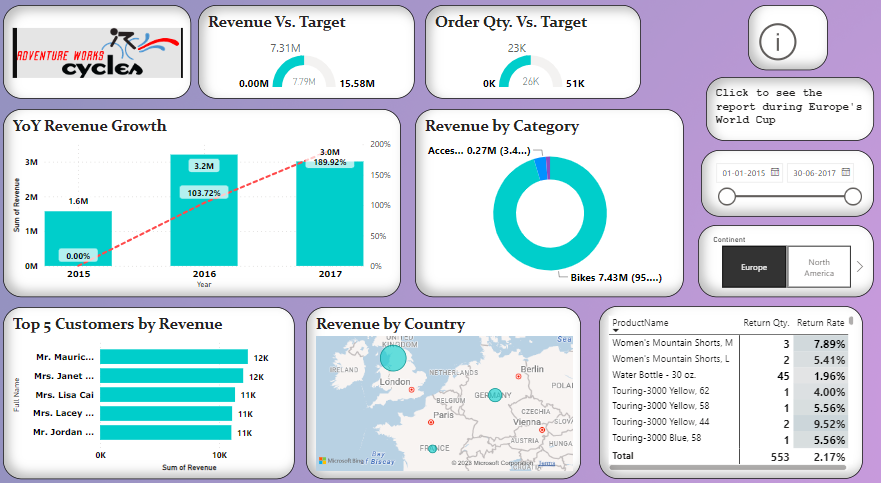 ADVENTURE WORKS
cycles
Revenue Vs. Target
7.31M
7.79M
0.00M
15.58M
Order Qty. Vs. Target
23K
26K
0K
51K
i
Click to see the
report during Europe's
World Cup
YoY Revenue Growth
Sum of Revenue
3M
2M
1M
0M
200%
150%
100%
50%
0%
1.6M
3.2M
3.0M
0.00%
103.72%
189.92%
2015
2016
2017
Year
Revenue by Category
Acces... 0.27M (3.4...)
Bikes 7.43M (95....)
01-01-2015
30-06-2017
Continent
Europe
North
America
Top 5 Customers by Revenue
Full Name
Mr. Mauric...
12K
Mrs. Janet ...
12K
Mrs. Lisa Cai
11K
Mrs. Lacey ...
11K
Mr. Jordan ...
11K
0K
10K
Sum of Revenue
Revenue by Country
UNITED
KINGDOM
IRELAND
London
NETHERLANDS
Berlin
POLA
BELGIUM
GERMANY
Paris
CZECHIA
SLOV
Vienna
AUSTRIA
HUNGA
FRANCE
Bay
of Biscay
Microsoft Bing
© 2023 Microsoft Corporation
Terms
ProductName Return Qty. Return Rate
Women's Mountain Shorts, M 3 7.89%
Women's Mountain Shorts, L 2 5.41%
Water Bottle - 30 oz. 45 1.96%
Touring-3000 Yellow, 62 1 4.00%
Touring-3000 Yellow, 58 1 5.56%
Touring-3000 Yellow, 44 2 9.52%
Touring-3000 Blue, 58 1 5.56%
Total 553 2.17%